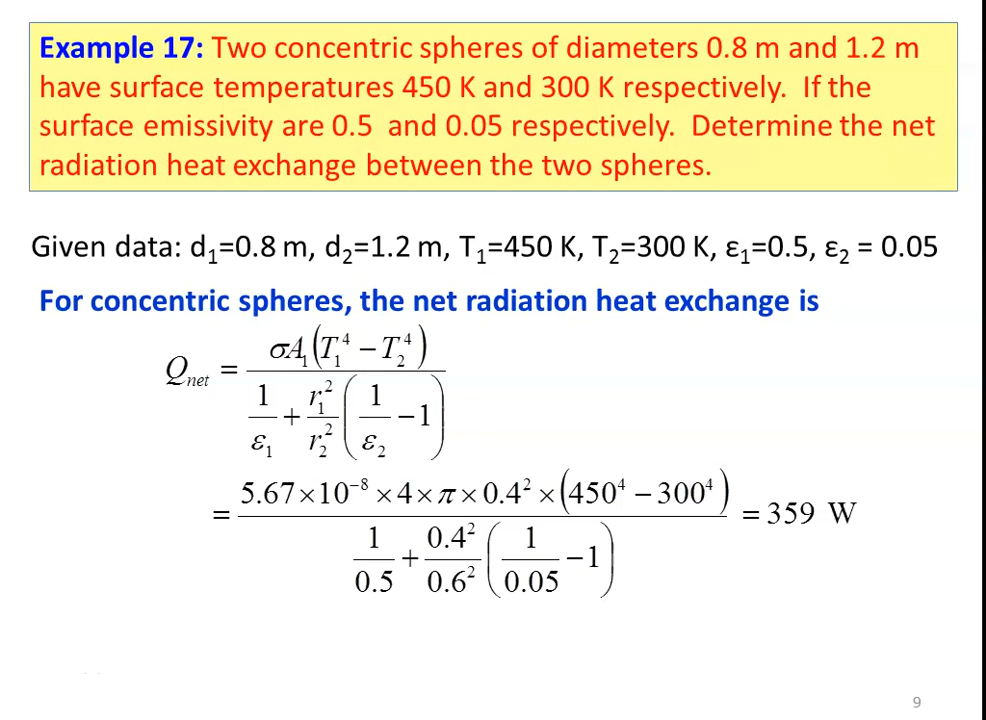 Example 17: Two concentric spheres of diameters 0.8 m and 1.2 m
have surface temperatures 450 K and 300 K respectively. If the
surface emissivity are 0.5 and 0.05 respectively. Determine the net
radiation heat exchange between the two spheres.
Given data: d₁=0.8 m, d₂=1.2 m, T₁=450 K, T₂=300 K, ε₁=0.5, ε₂ = 0.05
For concentric spheres, the net radiation heat exchange is
Q_net = σA₁(T₁⁴ − T₂⁴) / (1/ε₁ + r₁²/r₂² (1/ε₂ − 1))
= 5.67×10⁻⁸ × 4 × π × 0.4² × (450⁴ − 300⁴) / (1/0.5 + 0.4²/0.6² (1/0.05 − 1)) = 359 W
9